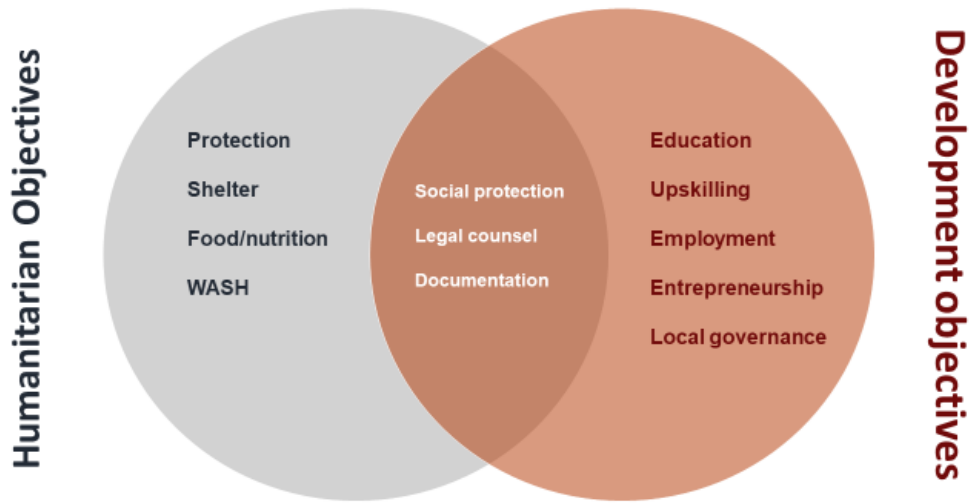 Humanitarian Objectives
Protection
Shelter
Food/nutrition
WASH
Social protection
Legal counsel
Documentation
Education
Upskilling
Employment
Entrepreneurship
Local governance
Development objectives